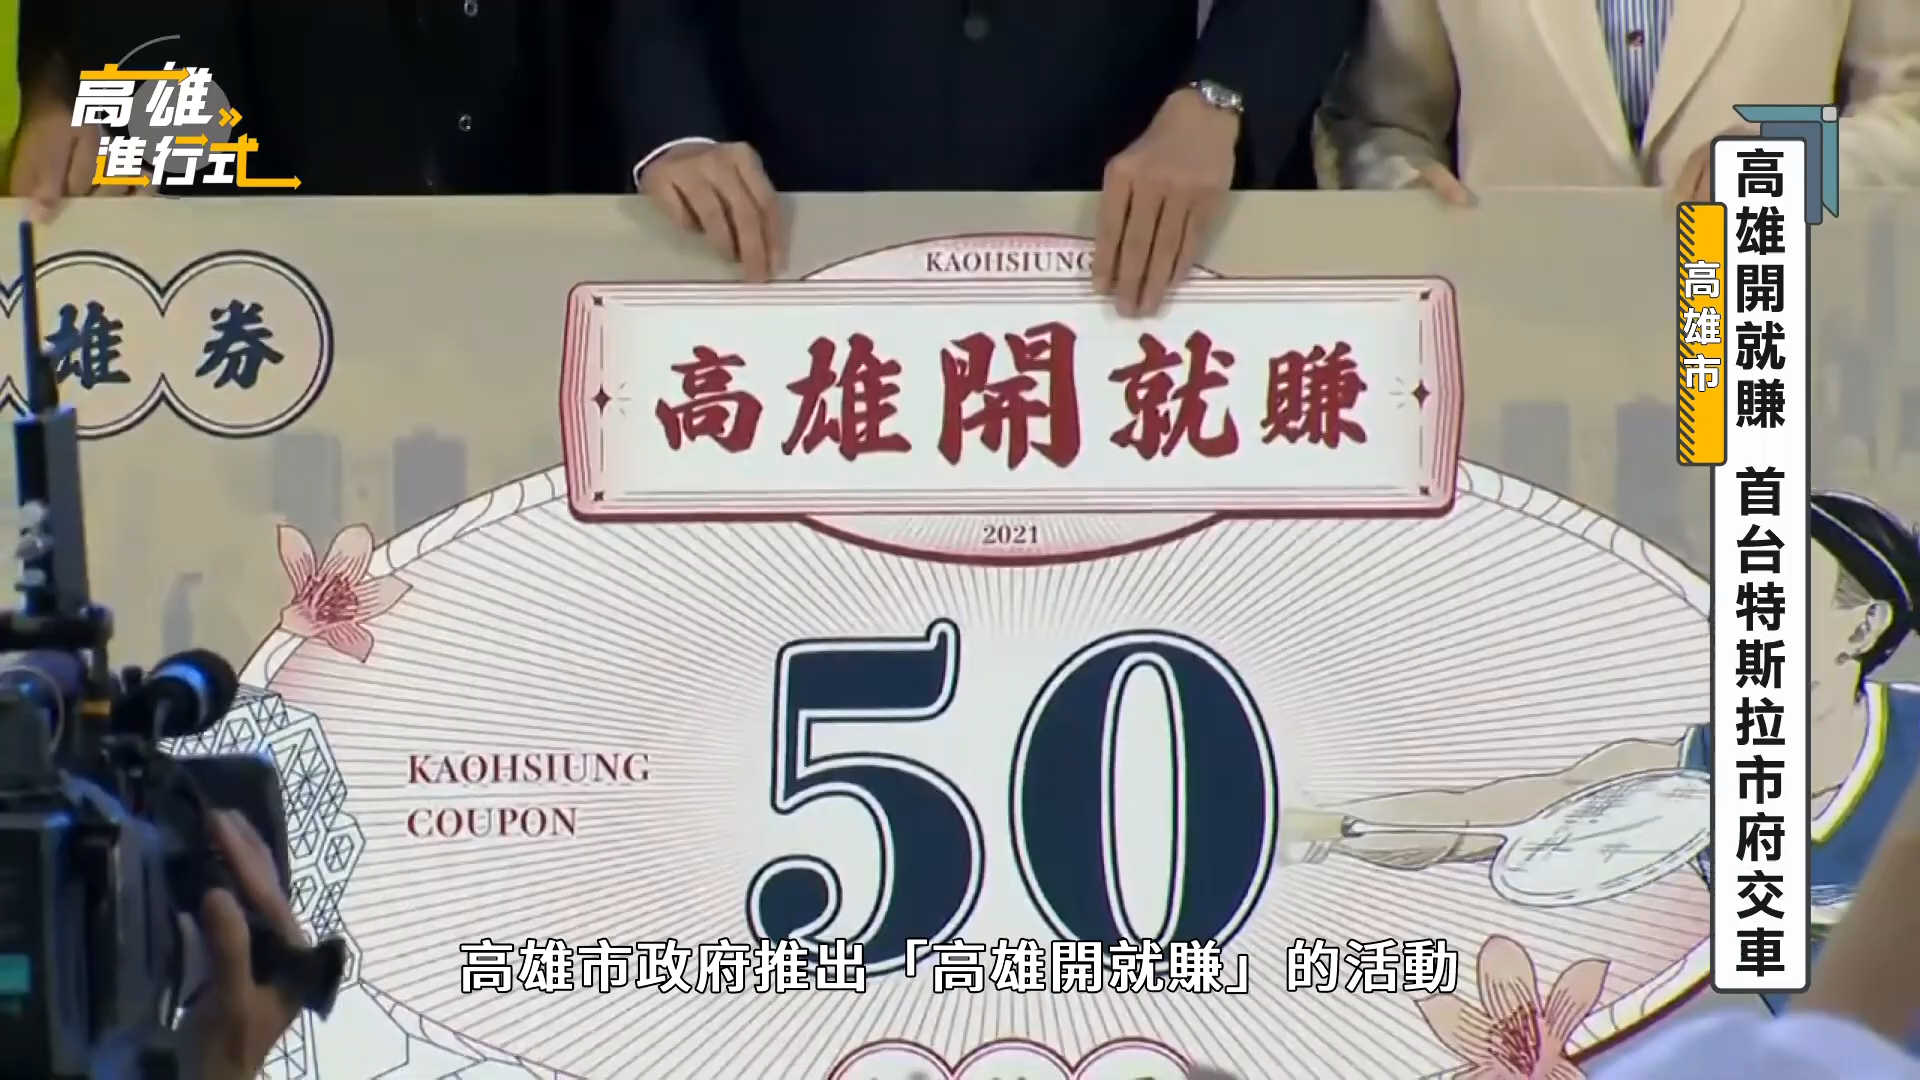 高雄
進行式
高雄開就賺 首台特斯拉市府交車
高雄市
雄券
KAOHSIUNG
高雄開就賺
2021
50
KAOHSIUNG
COUPON
高雄市政府推出「高雄開就賺」的活動